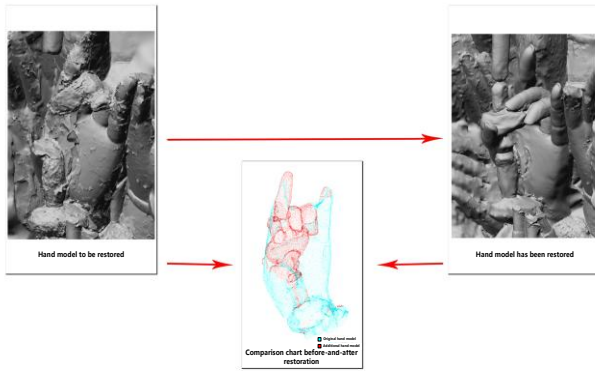 Hand model to be restored
Hand model has been restored
Original hand model
Additional hand model
Comparison chart before-and-after
restoration